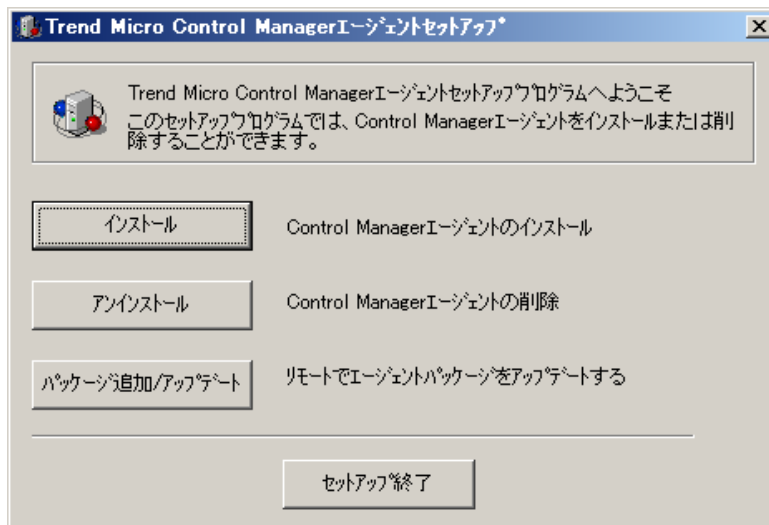 Trend Micro Control Managerｴｰｼﾞｪﾝﾄｾｯﾄｱｯﾌﾟ
Trend Micro Control Managerｴｰｼﾞｪﾝﾄｾｯﾄｱｯﾌﾟﾌﾟﾛｸﾞﾗﾑへようこそ
このｾｯﾄｱｯﾌﾟﾌﾟﾛｸﾞﾗﾑでは、Control Managerｴｰｼﾞｪﾝﾄをｲﾝｽﾄｰﾙまたは削
除することができます。
ｲﾝｽﾄｰﾙ
Control Managerｴｰｼﾞｪﾝﾄのｲﾝｽﾄｰﾙ
ｱﾝｲﾝｽﾄｰﾙ
Control Managerｴｰｼﾞｪﾝﾄの削除
ﾊﾟｯｹｰｼﾞ追加/ｱｯﾌﾟﾃﾞｰﾄ
ﾘﾓｰﾄでｴｰｼﾞｪﾝﾄﾊﾟｯｹｰｼﾞをｱｯﾌﾟﾃﾞｰﾄする
ｾｯﾄｱｯﾌﾟ終了